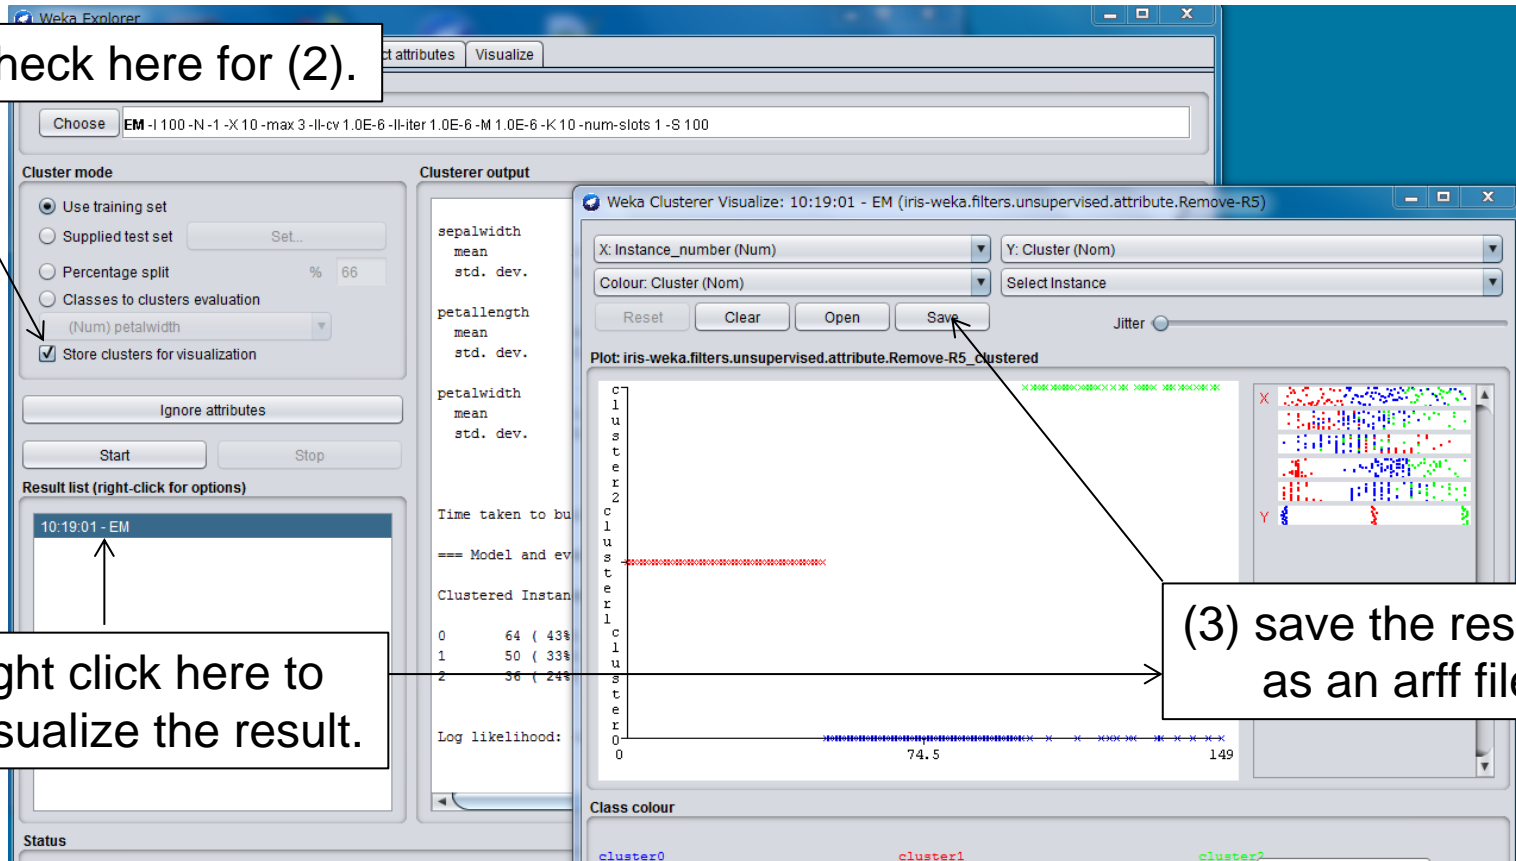 Weka Explorer
heck here for (2).
ct attributes
Visualize
Choose
EM -I 100 -N -1 -X 10 -max 3 -ll-cv 1.0E-6 -ll-iter 1.0E-6 -M 1.0E-6 -K 10 -num-slots 1 -S 100
Cluster mode
Use training set
Supplied test set
Set...
Percentage split
% 66
Classes to clusters evaluation
(Num) petalwidth
Store clusters for visualization
Ignore attributes
Start
Stop
Result list (right-click for options)
10:19:01 - EM
ght click here to
sualize the result.
Status
Clusterer output
sepalwidth
mean
std. dev.
petallength
mean
std. dev.
petalwidth
mean
std. dev.
Time taken to bu
=== Model and ev
Clustered Instan
0 64 ( 43%
1 50 ( 33%
2 36 ( 24%
Log likelihood:
Weka Clusterer Visualize: 10:19:01 - EM (iris-weka.filters.unsupervised.attribute.Remove-R5)
X: Instance_number (Num)
Y: Cluster (Nom)
Colour: Cluster (Nom)
Select Instance
Reset
Clear
Open
Save
Jitter
Plot: iris-weka.filters.unsupervised.attribute.Remove-R5_clustered
cluster2
cluster1
cluster0
0
74.5
149
X
Y
(3) save the res
as an arff file
Class colour
cluster0
cluster1
cluster2